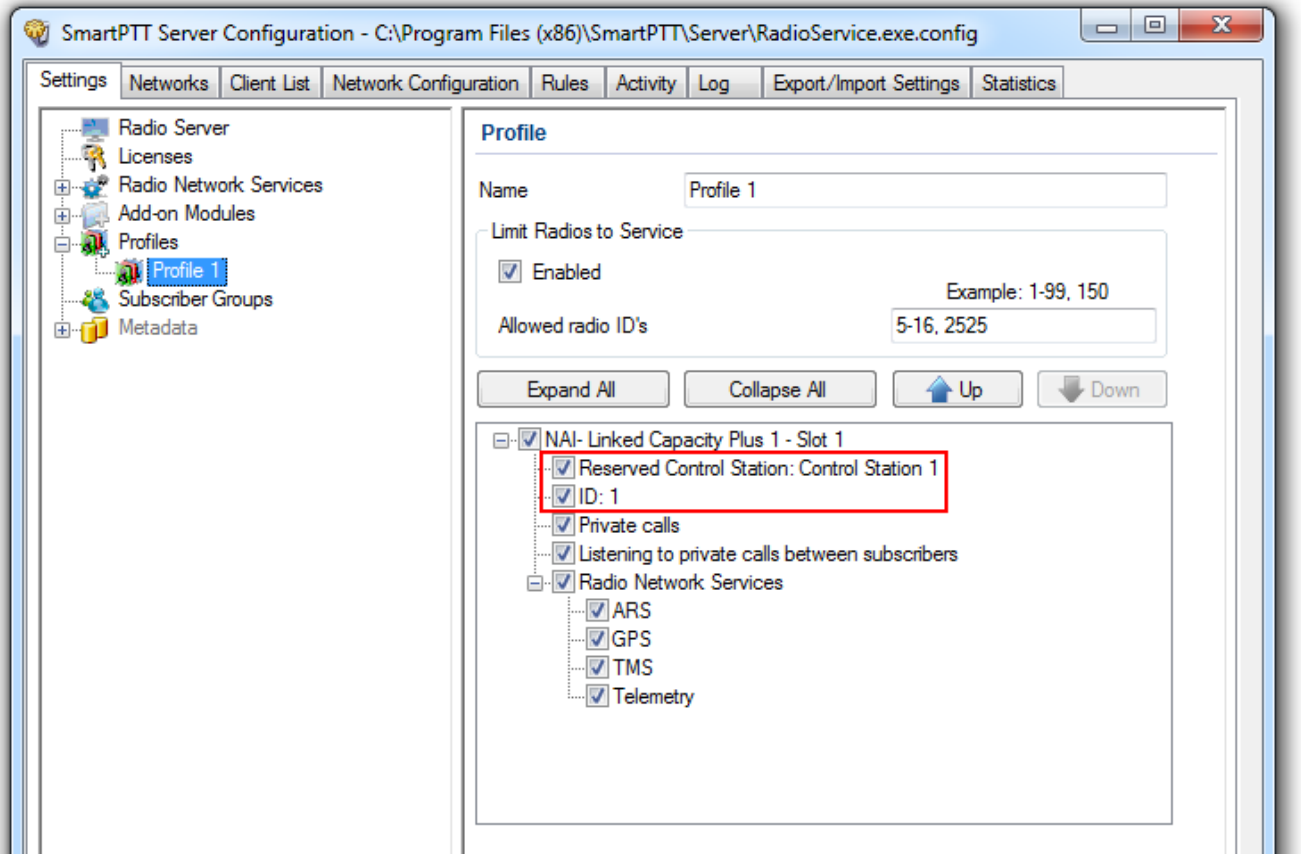 SmartPTT Server Configuration - C:\Program Files (x86)\SmartPTT\Server\RadioService.exe.config
Settings Networks Client List Network Configuration Rules Activity Log Export/Import Settings Statistics
Radio Server
Licenses
Radio Network Services
Add-on Modules
Profiles
Profile 1
Subscriber Groups
Metadata
Profile
Name Profile 1
Limit Radios to Service
Enabled
Example: 1-99, 150
Allowed radio ID's 5-16, 2525
Expand All Collapse All Up Down
NAI- Linked Capacity Plus 1 - Slot 1
Reserved Control Station: Control Station 1
ID: 1
Private calls
Listening to private calls between subscribers
Radio Network Services
ARS
GPS
TMS
Telemetry